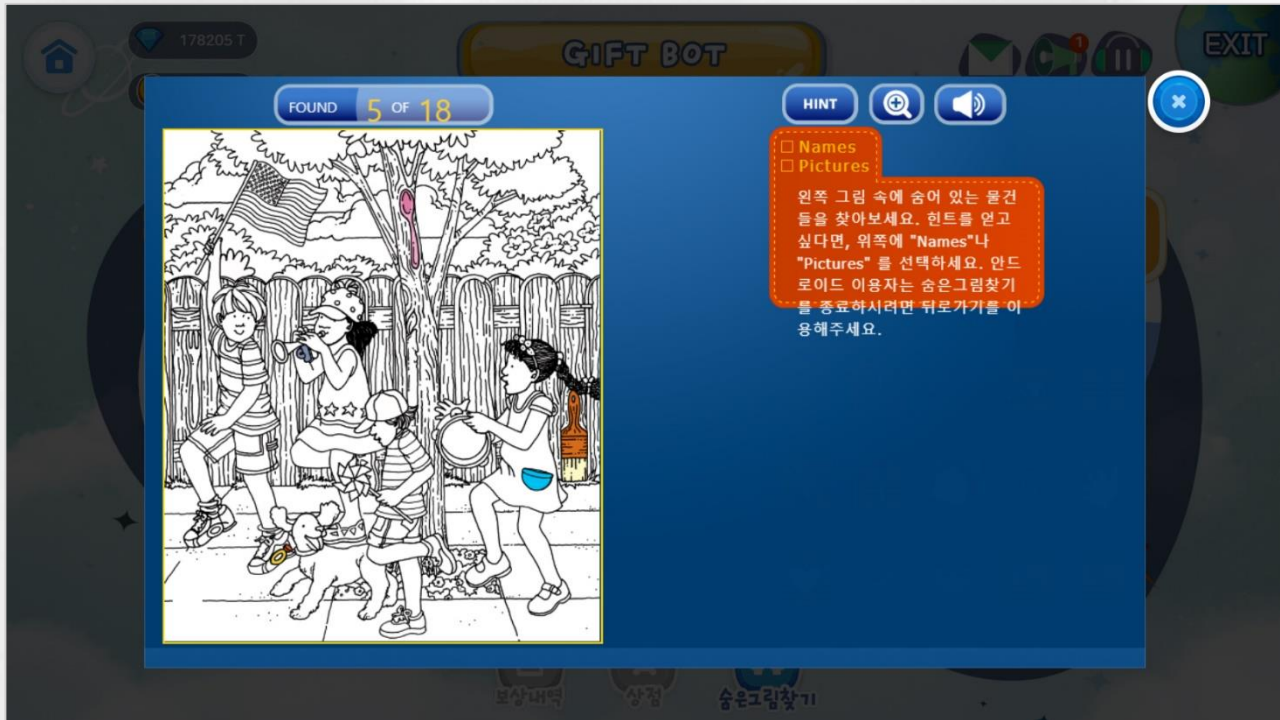 178205 T
GIFT BOT
1
EXIT
FOUND 5 OF 18
HINT
Names
Pictures
왼쪽 그림 속에 숨어 있는 물건
들을 찾아보세요. 힌트를 얻고
싶다면, 위쪽에 "Names"나
"Pictures" 를 선택하세요. 안드
로이드 이용자는 숨은그림찾기
를 종료하시려면 뒤로가기를 이
용해주세요.
보상내역
상점
숨은그림찾기